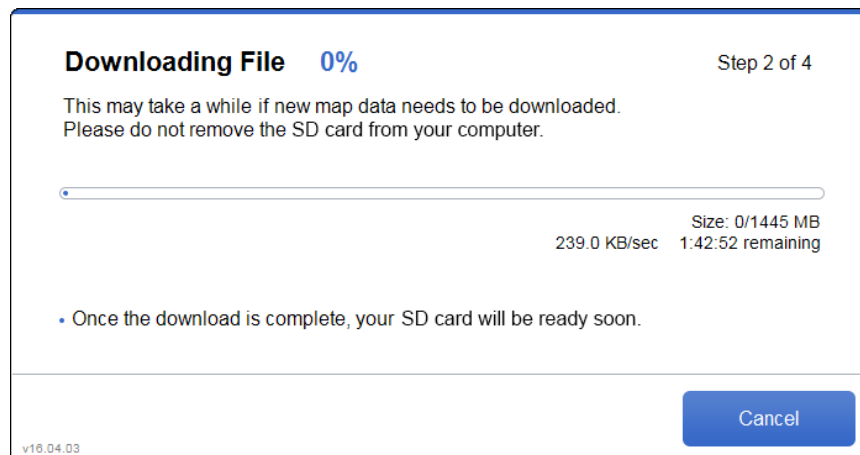 Downloading File 0%
Step 2 of 4
This may take a while if new map data needs to be downloaded.
Please do not remove the SD card from your computer.
Size: 0/1445 MB
239.0 KB/sec 1:42:52 remaining
• Once the download is complete, your SD card will be ready soon.
Cancel
v16.04.03